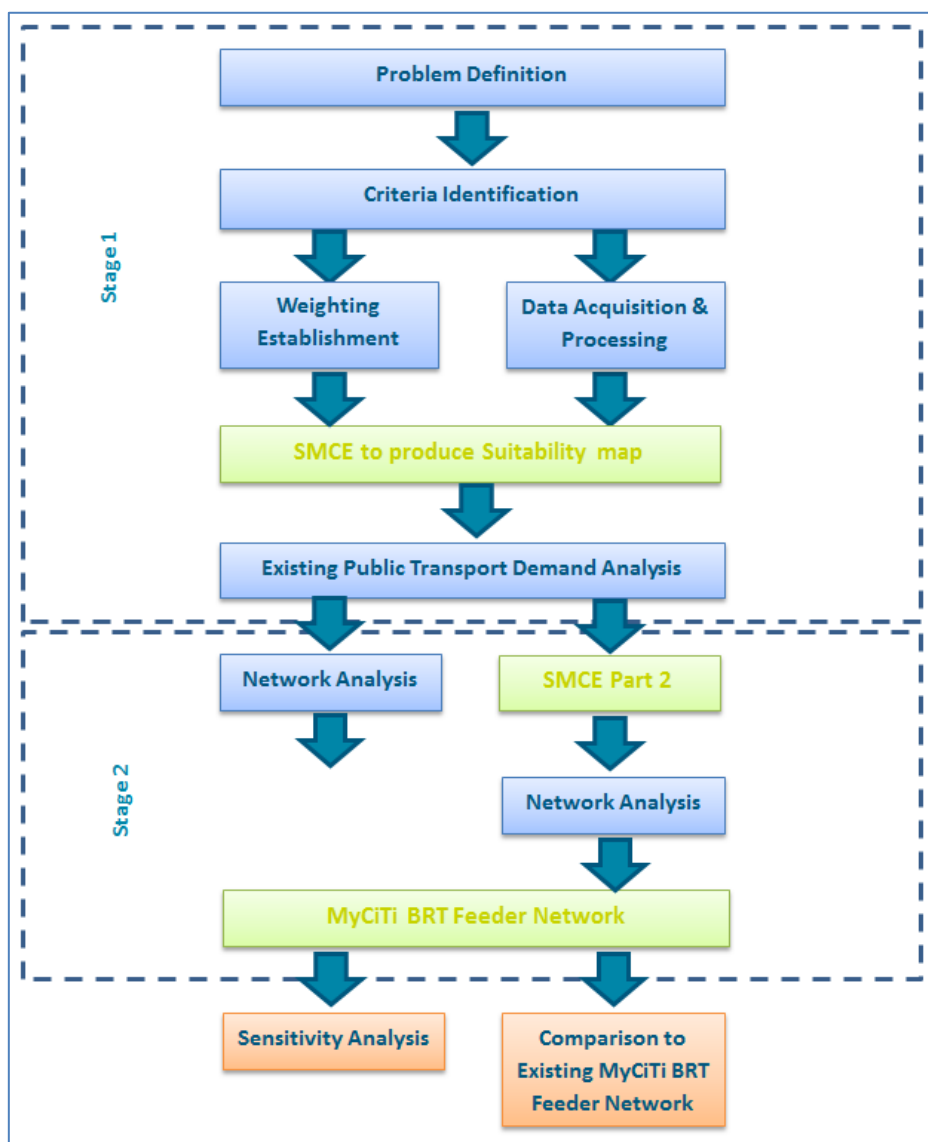 Problem Definition
Criteria Identification
Stage 1
Weighting
Establishment
Data Acquisition &
Processing
SMCE to produce Suitability map
Existing Public Transport Demand Analysis
Network Analysis
SMCE Part 2
Stage 2
Network Analysis
MyCiTi BRT Feeder Network
Sensitivity Analysis
Comparison to
Existing MyCiTi BRT
Feeder Network